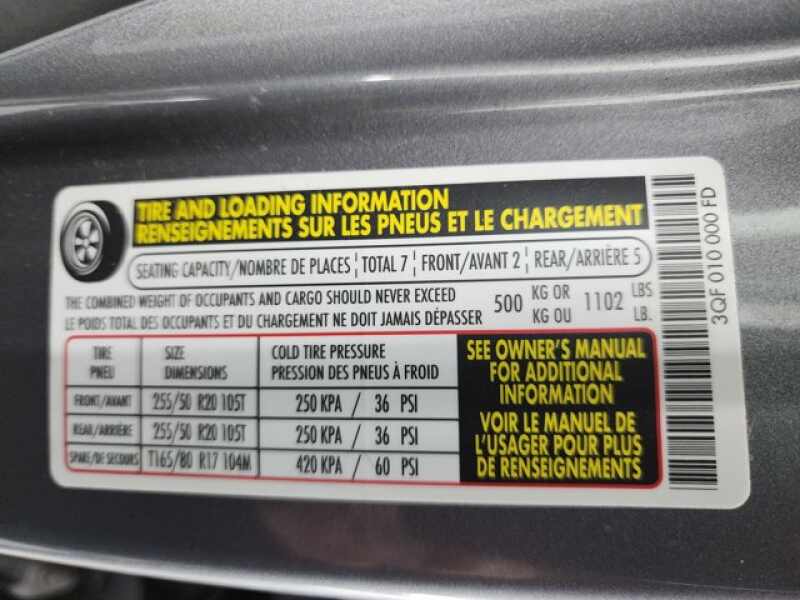 TIRE AND LOADING INFORMATION
RENSEIGNEMENTS SUR LES PNEUS ET LE CHARGEMENT
SEATING CAPACITY/NOMBRE DE PLACES ¦ TOTAL 7 ¦ FRONT/AVANT 2 ¦ REAR/ARRIÈRE 5
THE COMBINED WEIGHT OF OCCUPANTS AND CARGO SHOULD NEVER EXCEED 500 KG OR 1102 LBS
LE POIDS TOTAL DES OCCUPANTS ET DU CHARGEMENT NE DOIT JAMAIS DÉPASSER KG OU LB.
TIRE SIZE COLD TIRE PRESSURE
PNEU DIMENSIONS PRESSION DES PNEUS À FROID
FRONT/AVANT 255/50 R20 105T 250 KPA / 36 PSI
REAR/ARRIÈRE 255/50 R20 105T 250 KPA / 36 PSI
SPARE/DE SECOURS T165/80 R17 104M 420 KPA / 60 PSI
SEE OWNER'S MANUAL
FOR ADDITIONAL
INFORMATION
VOIR LE MANUEL DE
L'USAGER POUR PLUS
DE RENSEIGNEMENTS
3QF 010 000 FD